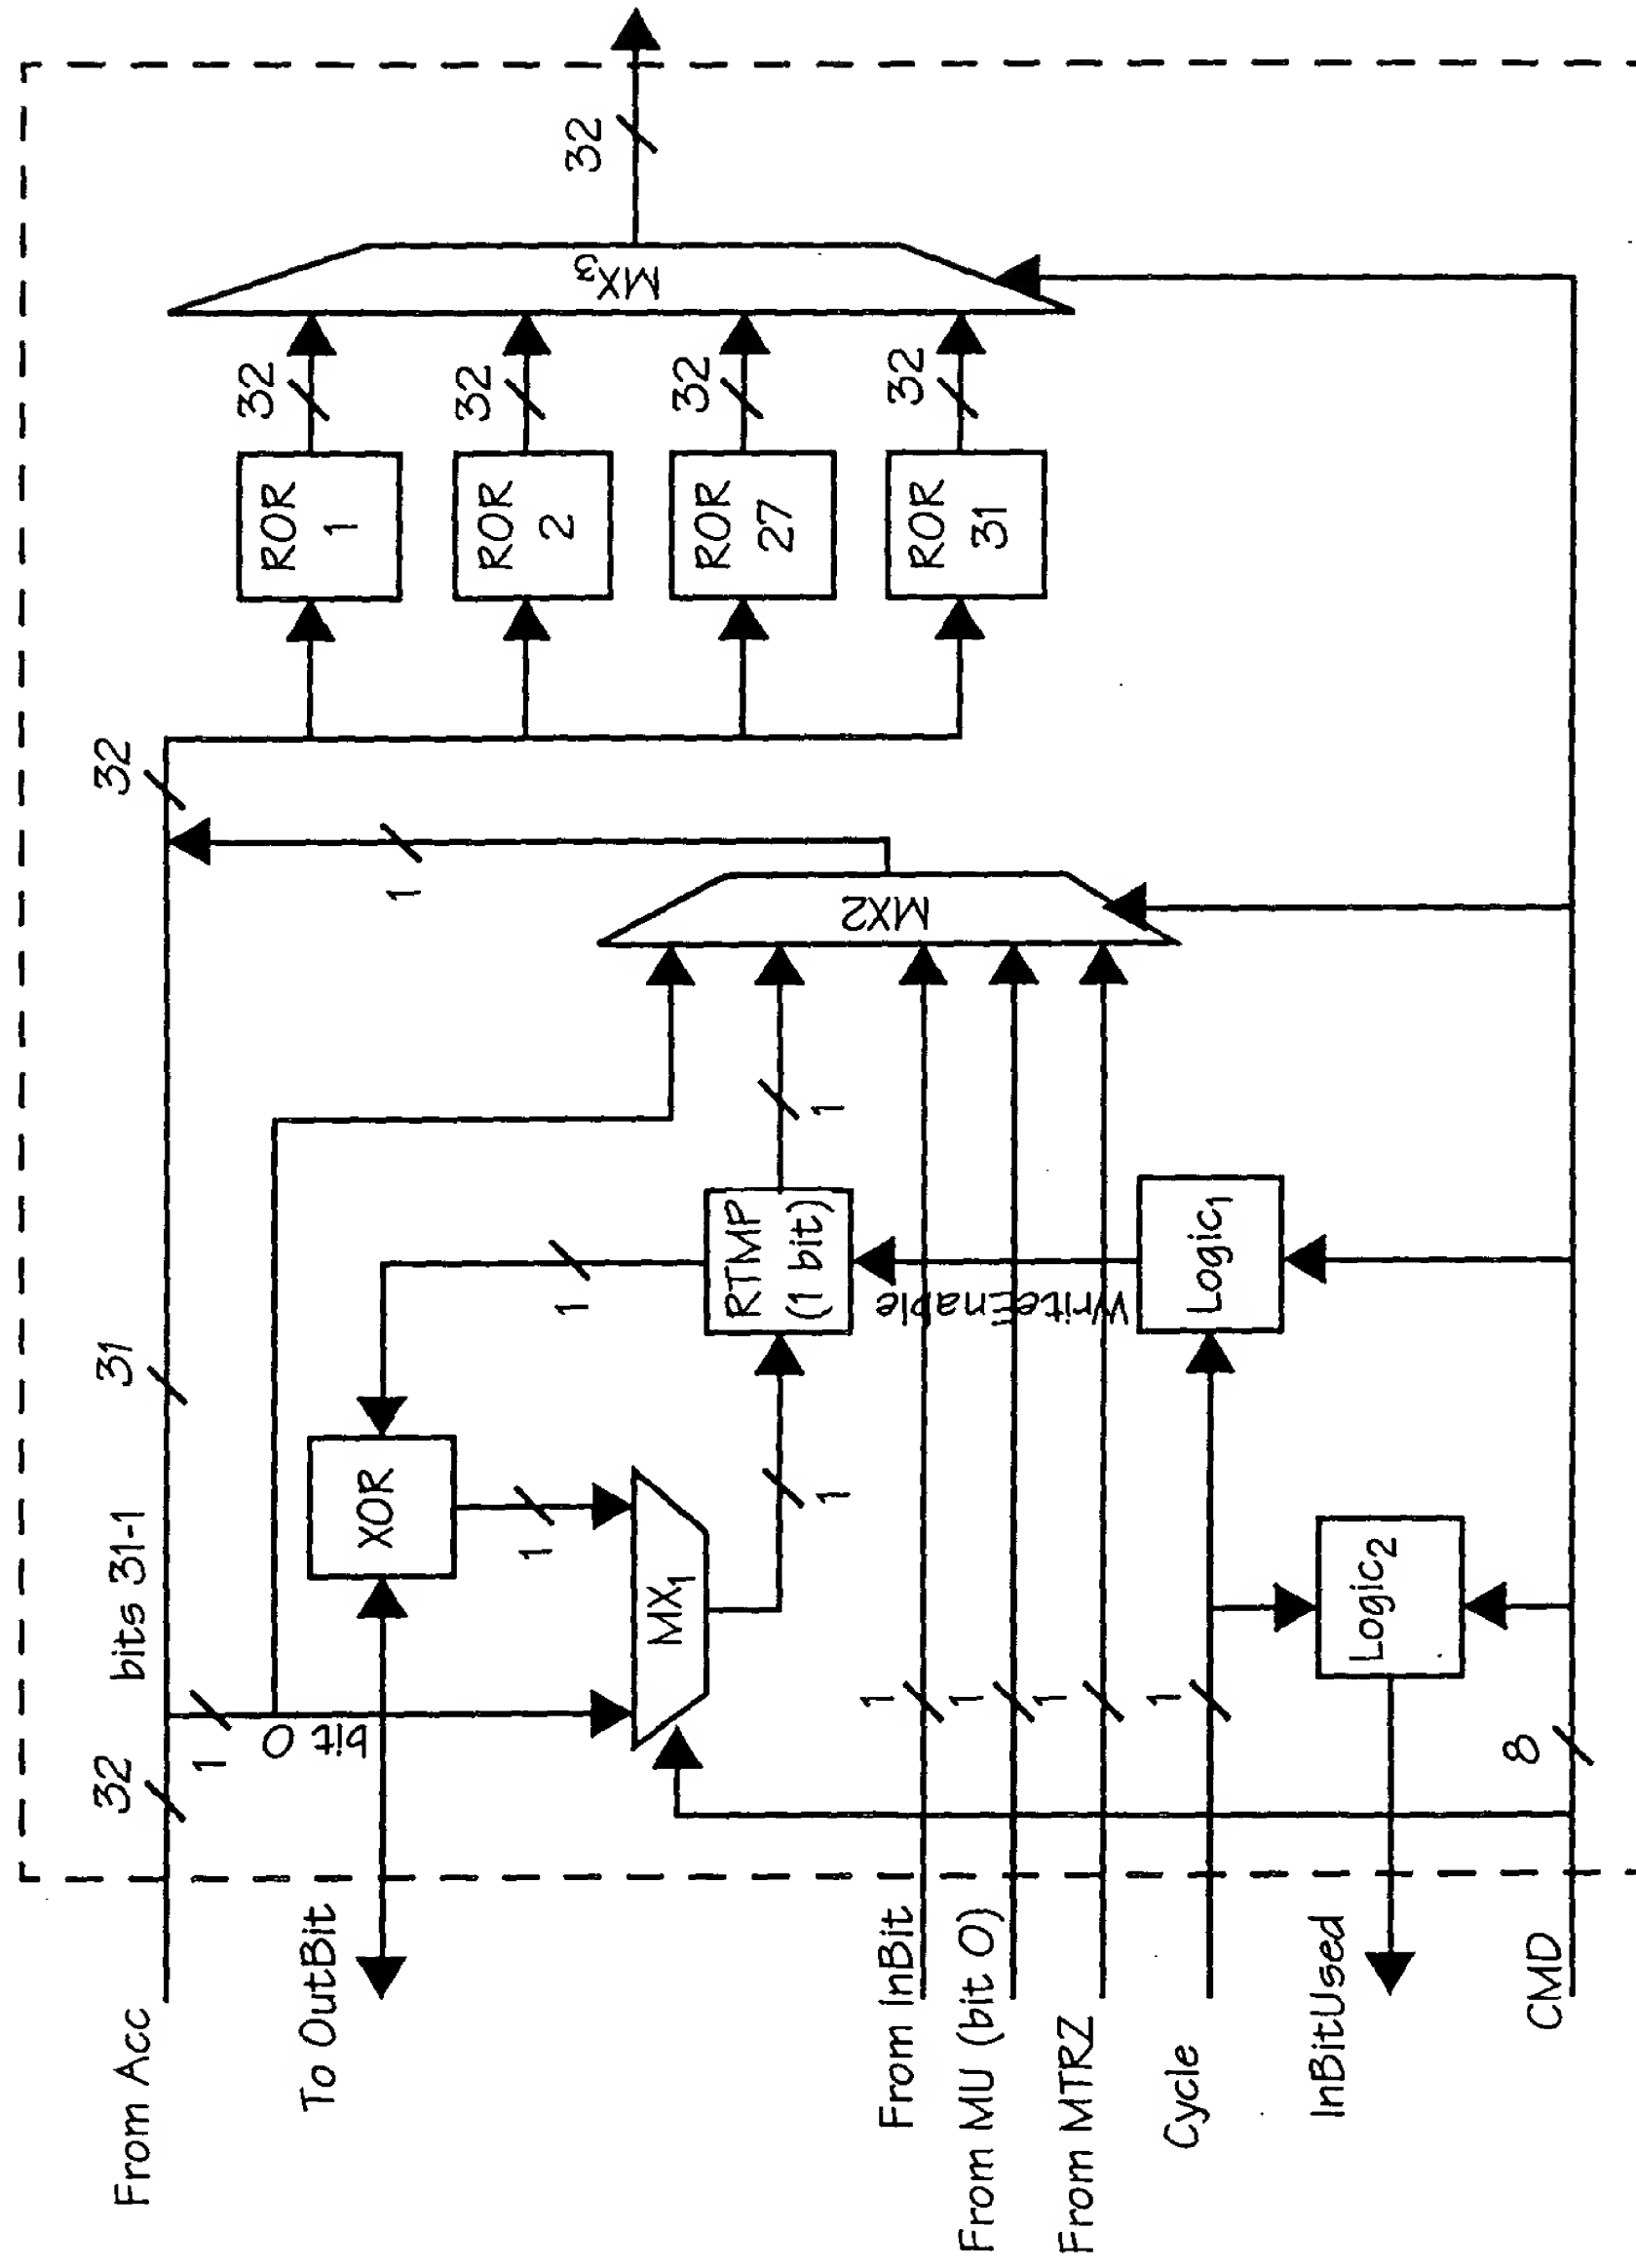 From Acc
32
bits 31-1
31
32
1
bit 0
To OutBit
XOR
1
1
MX1
1
RTMP
(1 bit)
1
WriteEnable
MX2
1
ROR
1
32
ROR
2
32
ROR
27
32
ROR
31
32
MX3
32
From InBit
1
From MU (bit 0)
1
From MTRZ
1
Cycle
1
Logic1
InBitUsed
Logic2
CMD
8